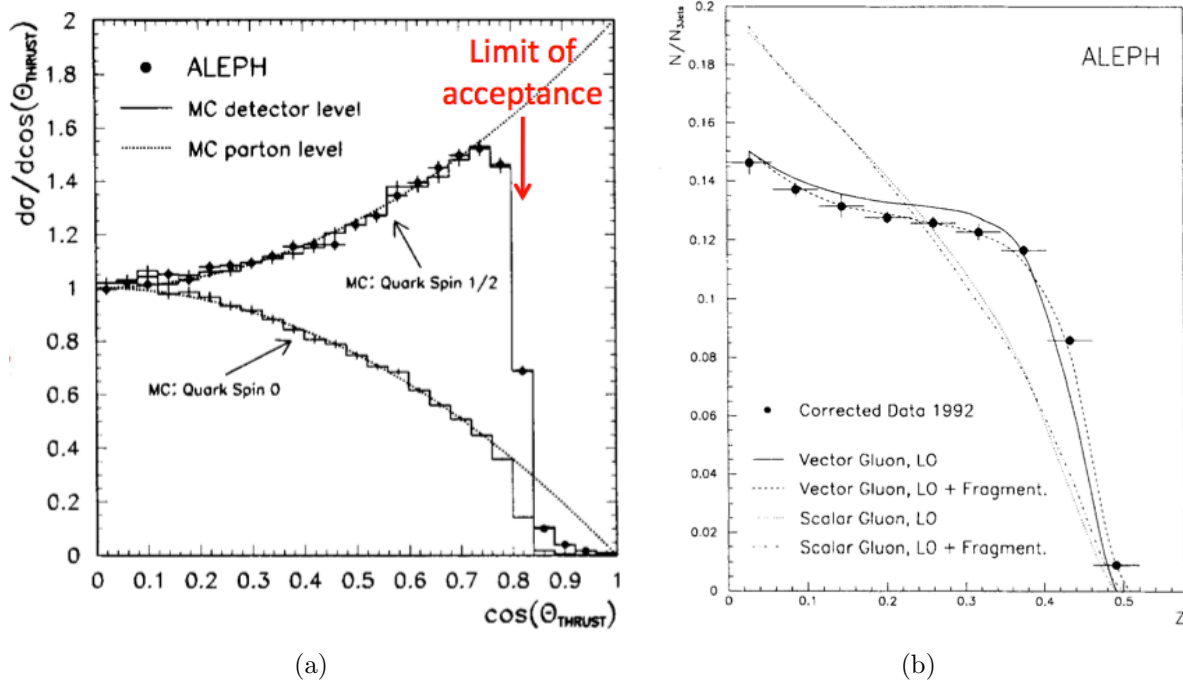 2
1.8
1.6
1.4
1.2
1
0.8
0.6
0.4
0.2
0
dσ/dcos(Θ_THRUST)
ALEPH
MC detector level
MC parton level
Limit of
acceptance
MC: Quark Spin 1/2
MC: Quark Spin 0
0 0.1 0.2 0.3 0.4 0.5 0.6 0.7 0.8 0.9 1
cos(Θ_THRUST)
(a)
N/N_3Jets
0.2
0.18
0.16
0.14
0.12
0.1
0.08
0.06
0.04
0.02
0
ALEPH
Corrected Data 1992
Vector Gluon, LO
Vector Gluon, LO + Fragment.
Scalar Gluon, LO
Scalar Gluon, LO + Fragment.
0 0.1 0.2 0.3 0.4 0.5
Z
(b)